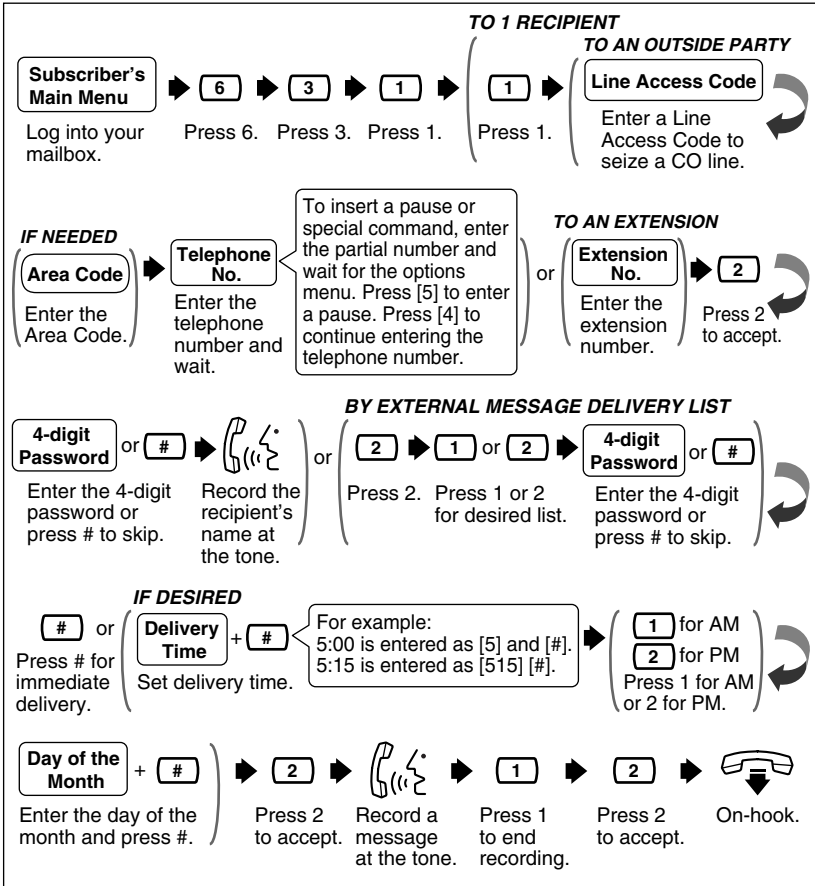 TO 1 RECIPIENT
TO AN OUTSIDE PARTY
Subscriber's
Main Menu
6
3
1
1
Line Access Code
Log into your
mailbox.
Press 6.
Press 3.
Press 1.
Press 1.
Enter a Line
Access Code to
seize a CO line.
IF NEEDED
Area Code
Enter the
Area Code.
Telephone
No.
Enter the
telephone
number and
wait.
To insert a pause or
special command, enter
the partial number and
wait for the options
menu. Press [5] to enter
a pause. Press [4] to
continue entering the
telephone number.
or
TO AN EXTENSION
Extension
No.
Enter the
extension
number.
2
Press 2
to accept.
4-digit
Password
or
#
Enter the 4-digit
password or
press # to skip.
Record the
recipient's
name at
the tone.
or
BY EXTERNAL MESSAGE DELIVERY LIST
2
1 or 2
4-digit
Password
or
#
Press 2.
Press 1 or 2
for desired list.
Enter the 4-digit
password or
press # to skip.
# or
Press # for
immediate
delivery.
IF DESIRED
Delivery
Time
+ #
Set delivery time.
For example:
5:00 is entered as [5] and [#].
5:15 is entered as [515] [#].
1 for AM
2 for PM
Press 1 for AM
or 2 for PM.
Day of the
Month
+ #
Enter the day of the
month and press #.
2
Press 2
to accept.
Record a
message
at the tone.
1
Press 1
to end
recording.
2
Press 2
to accept.
On-hook.